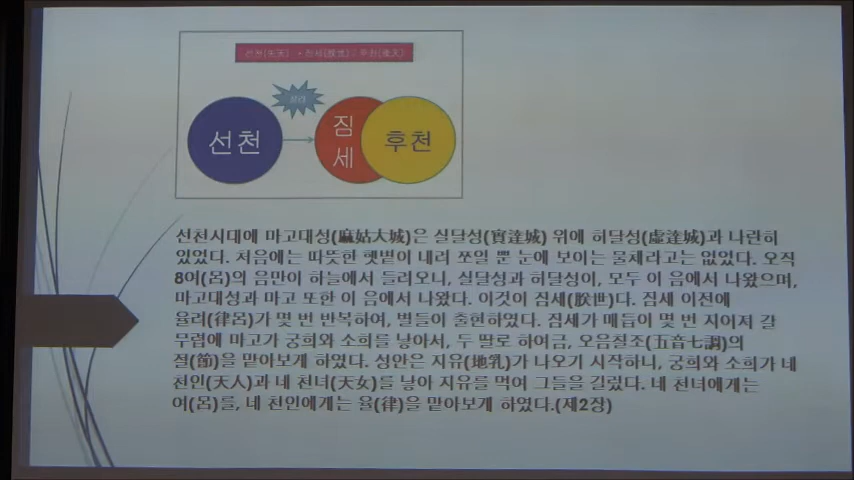 선천(先天) · 짐세(朕世) : 후천(後天)
율려
선천
짐
세
후천
선천시대에 마고대성(麻姑大城)은 실달성(實達城) 위에 허달성(虛達城)과 나란히
있었다. 처음에는 따뜻한 햇볕이 내려 쪼일 뿐 눈에 보이는 물체라고는 없었다. 오직
8여(呂)의 음만이 하늘에서 들려오니, 실달성과 허달성이, 모두 이 음에서 나왔으며,
마고대성과 마고 또한 이 음에서 나왔다. 이것이 짐세(朕世)다. 짐세 이전에
율려(律呂)가 몇 번 반복하여, 별들이 출현하였다. 짐세가 매듭이 몇 번 지어져 갈
무렵에 마고가 궁희와 소희를 낳아서, 두 딸로 하여금, 오음칠조(五音七調)의
절(節)을 맡아보게 하였다. 성안은 지유(地乳)가 나오기 시작하니, 궁희와 소희가 네
천인(天人)과 네 천녀(天女)를 낳아 지유를 먹여 그들을 길렀다. 네 천녀에게는
여(呂)를, 네 천인에게는 율(律)을 맡아보게 하였다.(제2장)